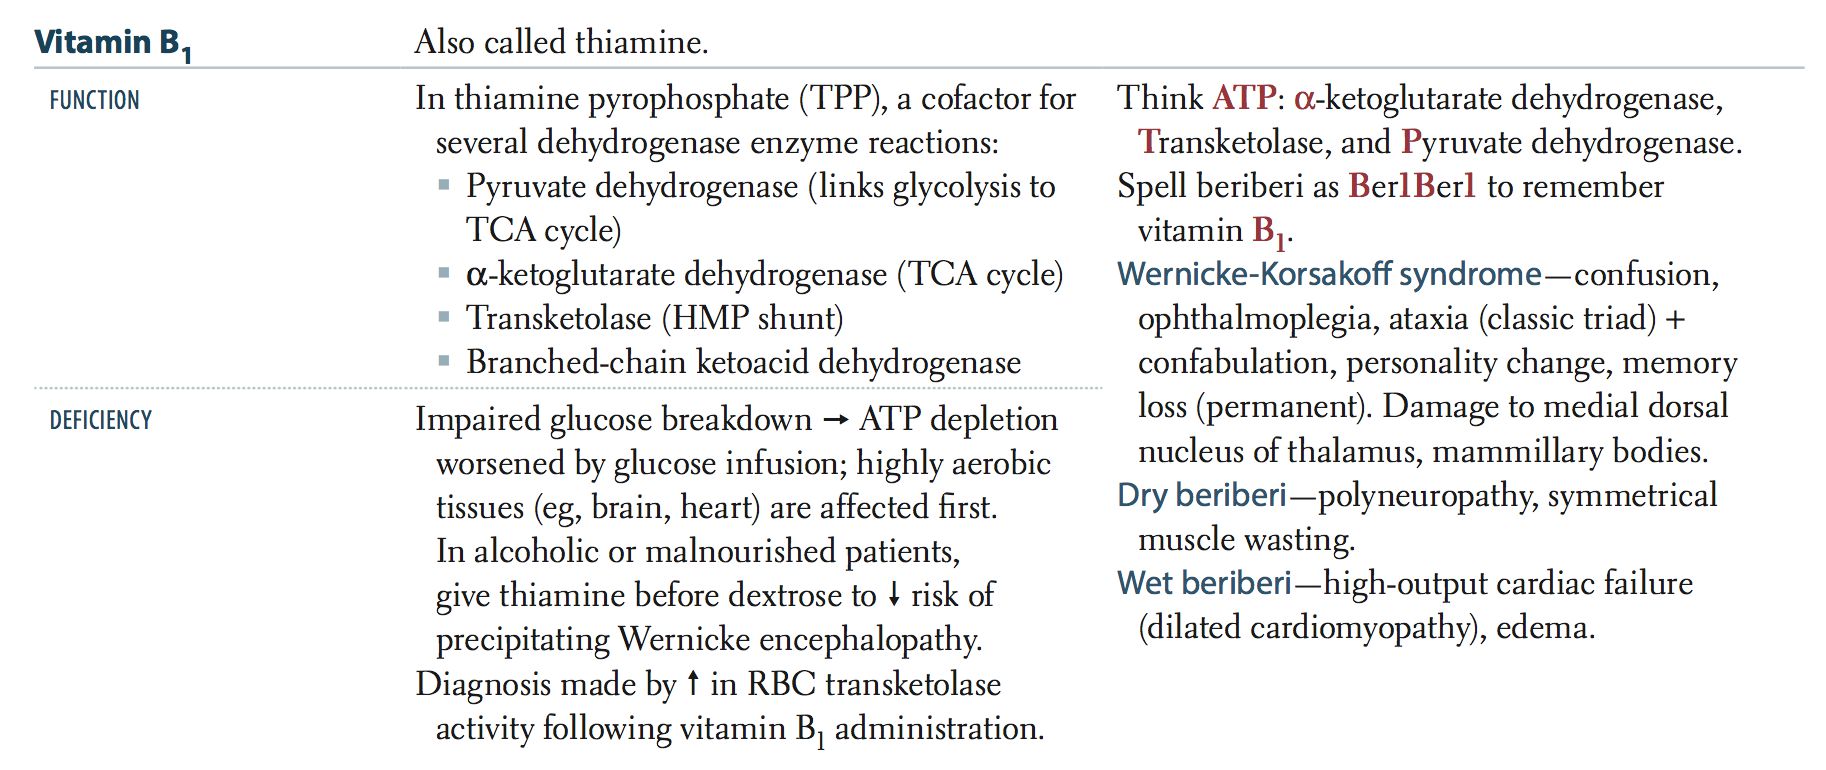 Vitamin B1
Also called thiamine.
FUNCTION
In thiamine pyrophosphate (TPP), a cofactor for
several dehydrogenase enzyme reactions:
▪ Pyruvate dehydrogenase (links glycolysis to
TCA cycle)
▪ α-ketoglutarate dehydrogenase (TCA cycle)
▪ Transketolase (HMP shunt)
▪ Branched-chain ketoacid dehydrogenase
DEFICIENCY
Impaired glucose breakdown → ATP depletion
worsened by glucose infusion; highly aerobic
tissues (eg, brain, heart) are affected first.
In alcoholic or malnourished patients,
give thiamine before dextrose to ↓ risk of
precipitating Wernicke encephalopathy.
Diagnosis made by ↑ in RBC transketolase
activity following vitamin B1 administration.
Think ATP: α-ketoglutarate dehydrogenase,
Transketolase, and Pyruvate dehydrogenase.
Spell beriberi as Ber1Ber1 to remember
vitamin B1.
Wernicke-Korsakoff syndrome—confusion,
ophthalmoplegia, ataxia (classic triad) +
confabulation, personality change, memory
loss (permanent). Damage to medial dorsal
nucleus of thalamus, mammillary bodies.
Dry beriberi—polyneuropathy, symmetrical
muscle wasting.
Wet beriberi—high-output cardiac failure
(dilated cardiomyopathy), edema.